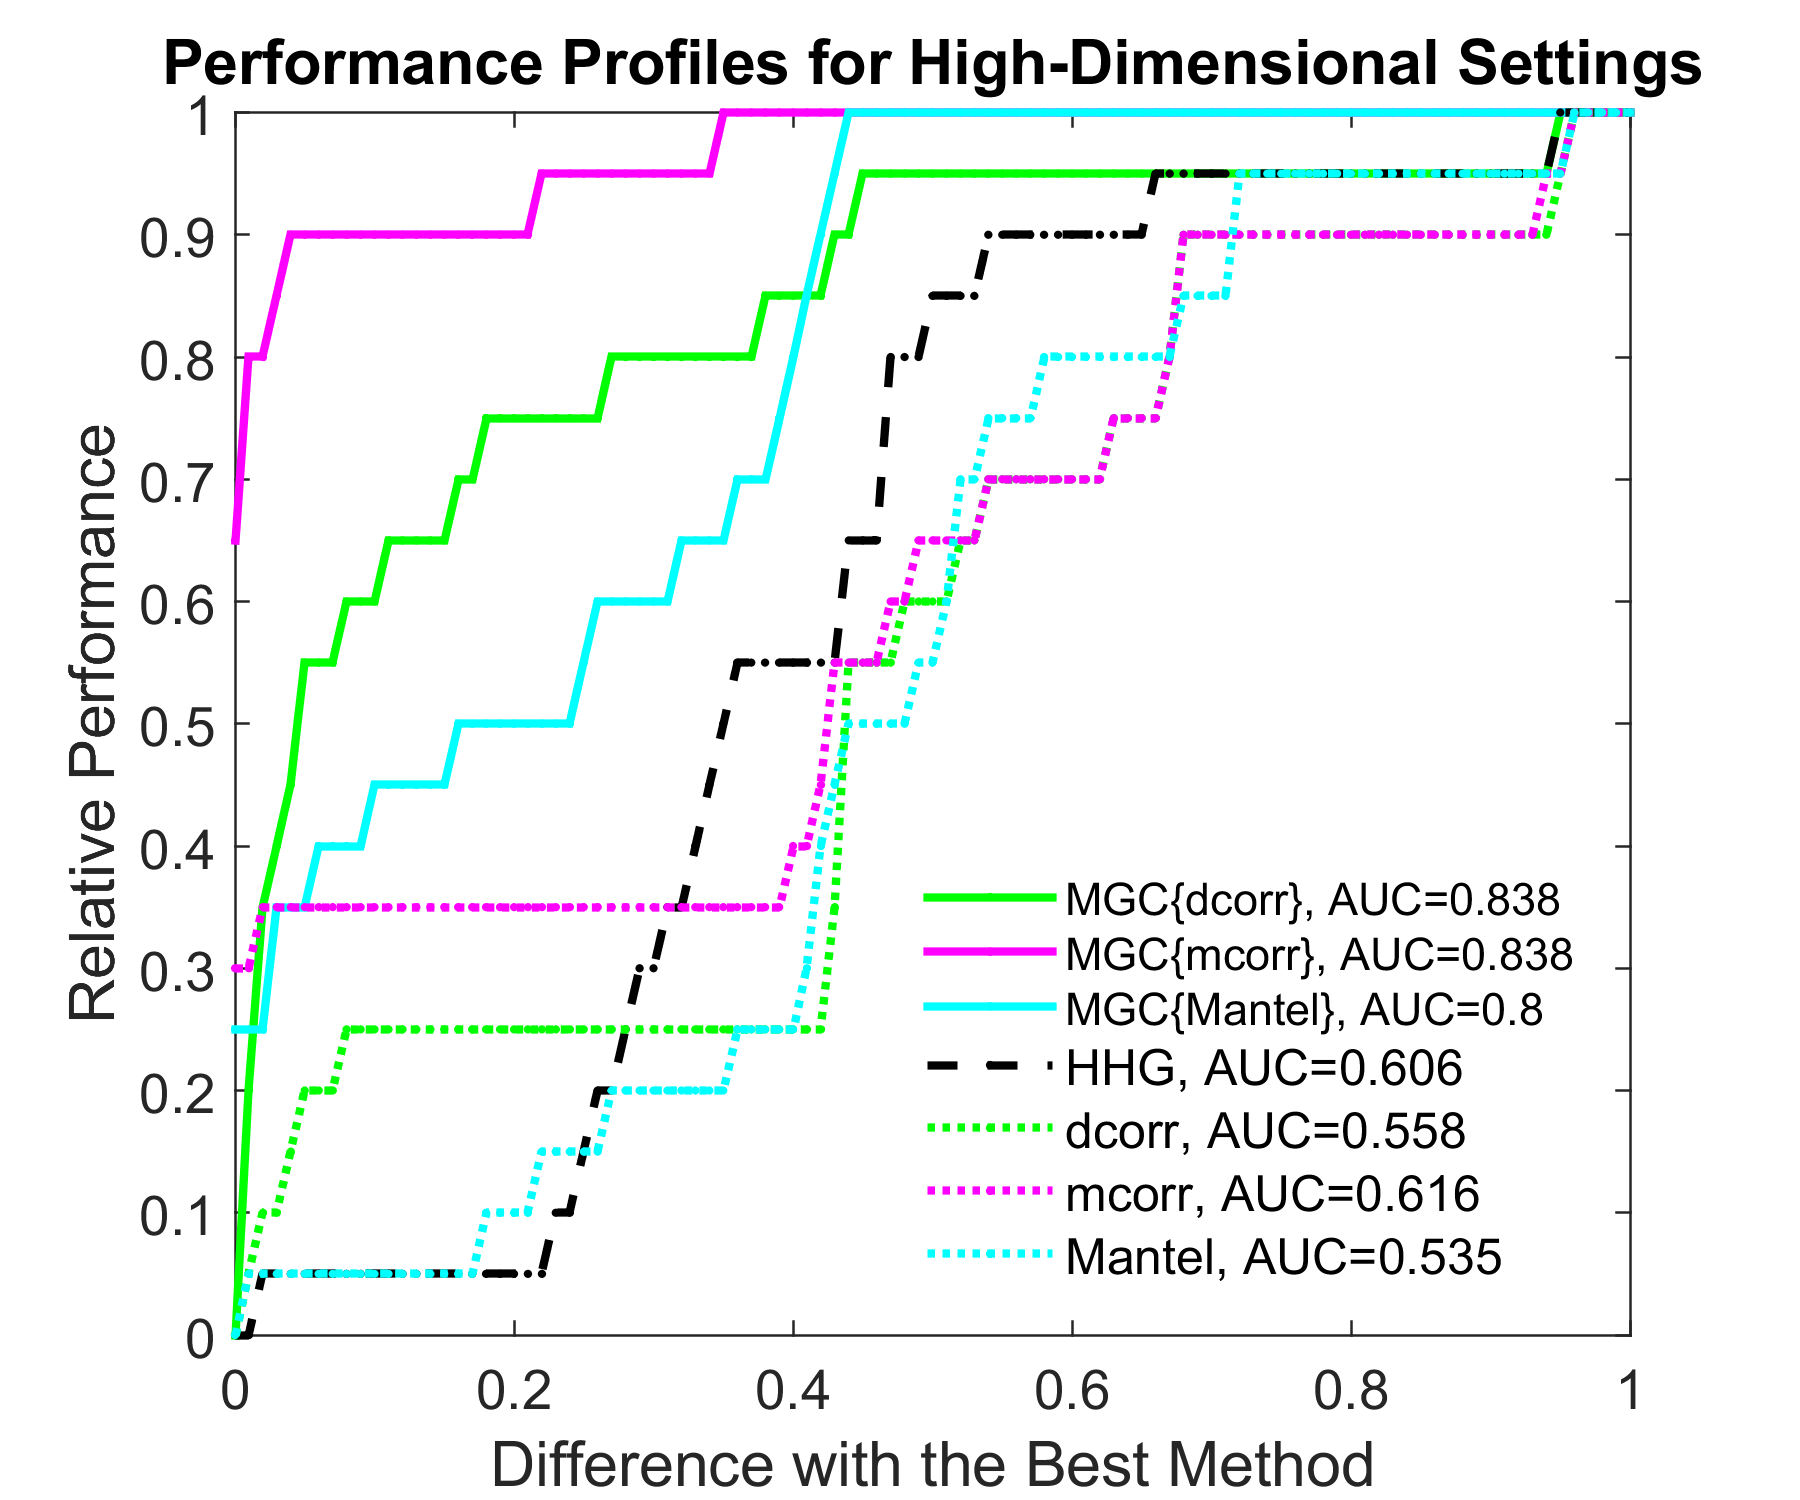 Performance Profiles for High-Dimensional Settings
1
0.9
0.8
0.7
0.6
0.5
0.4
0.3
0.2
0.1
0
Relative Performance
MGC{dcorr}, AUC=0.838
MGC{mcorr}, AUC=0.838
MGC{Mantel}, AUC=0.8
HHG, AUC=0.606
dcorr, AUC=0.558
mcorr, AUC=0.616
Mantel, AUC=0.535
0 0.2 0.4 0.6 0.8 1
Difference with the Best Method